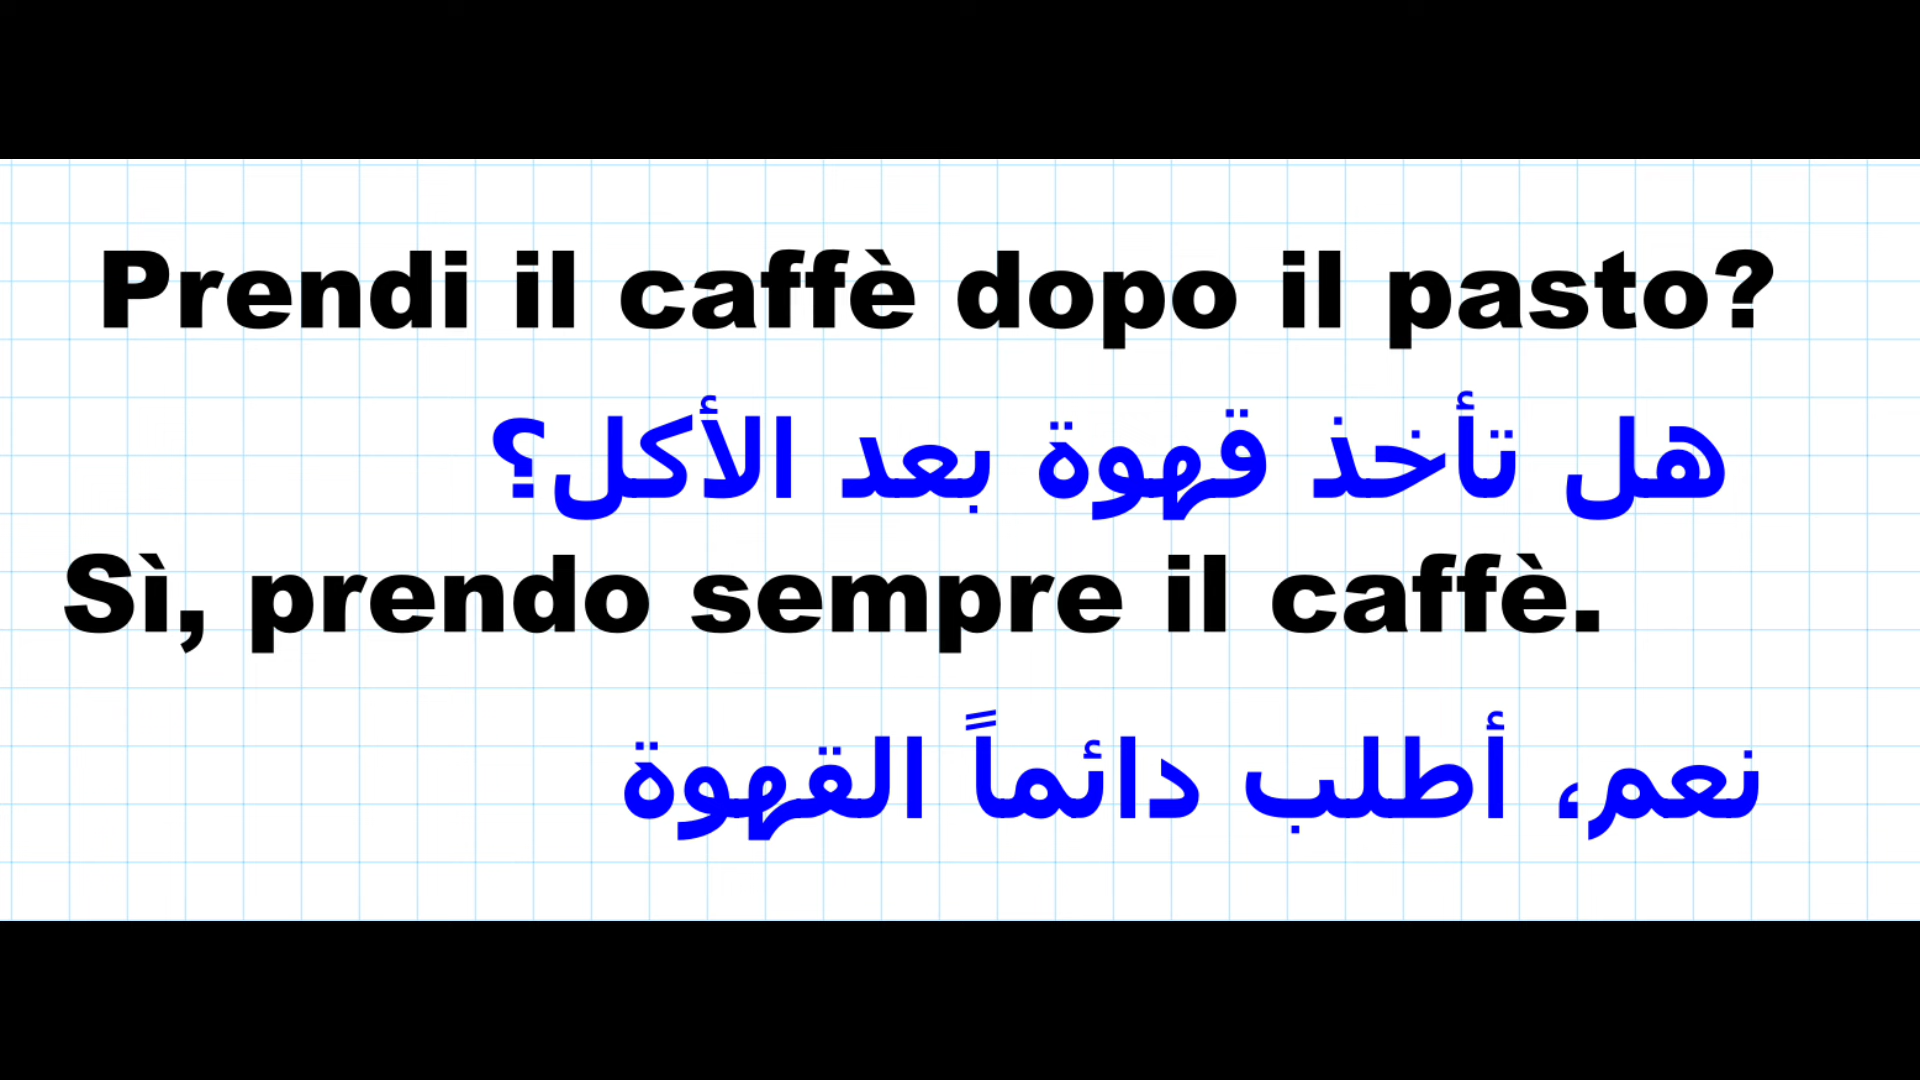 Prendi il caffè dopo il pasto?
هل تأخذ قهوة بعد الأكل؟
Sì, prendo sempre il caffè.
نعم، أطلب دائماً القهوة